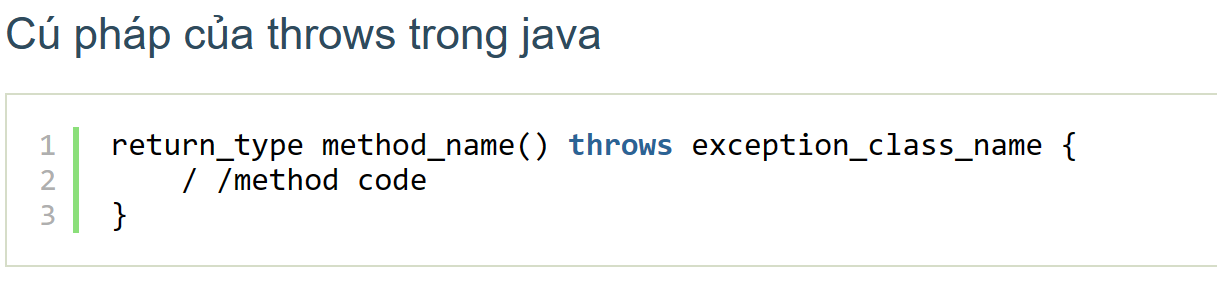 Cú pháp của throws trong java
1 return_type method_name() throws exception_class_name {
2 / /method code
3 }